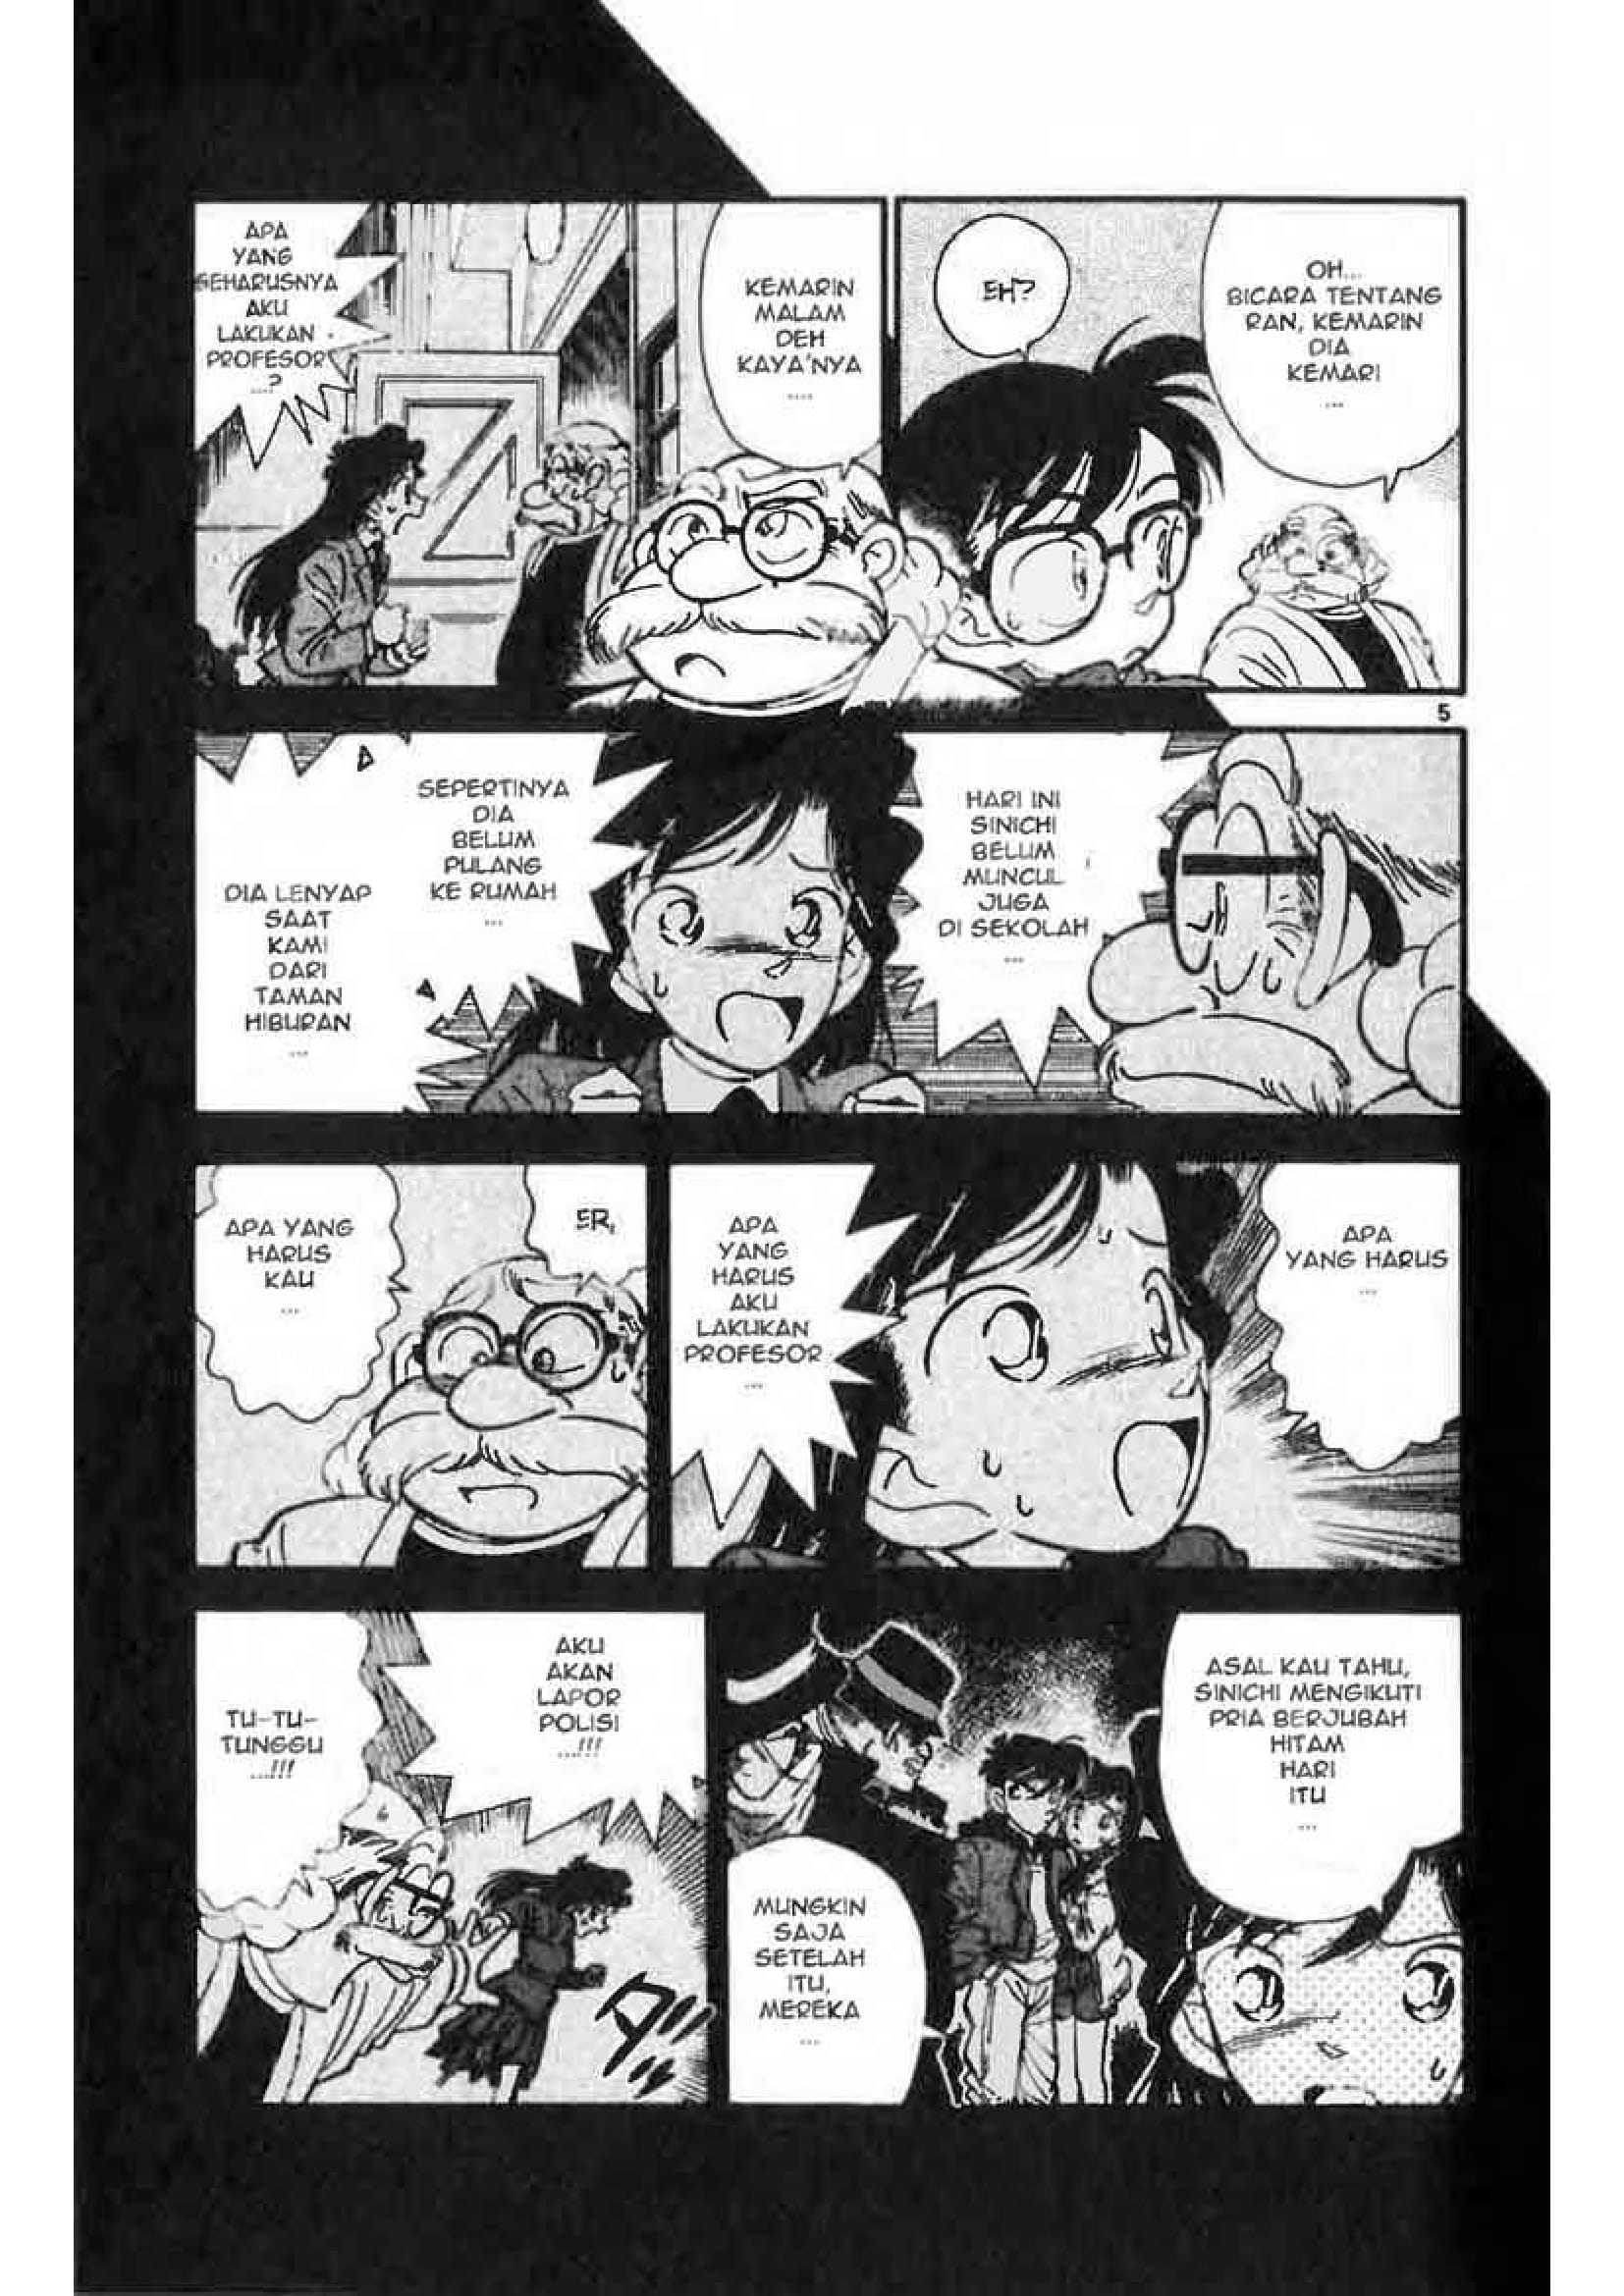 OH...
BICARA TENTANG
RAN, KEMARIN
DIA
KEMARI
...
EH?
KEMARIN
MALAM
DEH
KAYA'NYA
....
APA
YANG
SEHARUSNYA
AKU
LAKUKAN
PROFESOR
....?
5
HARI INI
SINICHI
BELUM
MUNCUL
JUGA
DI SEKOLAH
...
SEPERTINYA
DIA
BELUM
PULANG
KE RUMAH
...
DIA LENYAP
SAAT
KAMI
DARI
TAMAN
HIBURAN
...
APA
YANG HARUS
...
APA
YANG
HARUS
AKU
LAKUKAN
PROFESOR
...
ER,
APA YANG
HARUS
KAU
...
ASAL KAU TAHU,
SINICHI MENGIKUTI
PRIA BERJUBAH
HITAM
HARI
ITU
...
MUNGKIN
SAJA
SETELAH
ITU,
MEREKA
...
AKU
AKAN
LAPOR
POLISI
....!!!
TU-TU-
TUNGGU
...!!!
ダッ